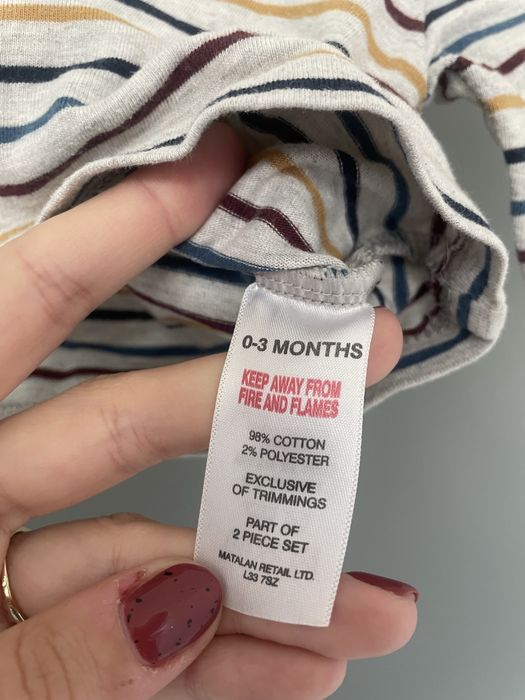 0-3 MONTHS
KEEP AWAY FROM
FIRE AND FLAMES
98% COTTON
2% POLYESTER
EXCLUSIVE
OF TRIMMINGS
PART OF
2 PIECE SET
MATALAN RETAIL LTD.
L33 7SZ